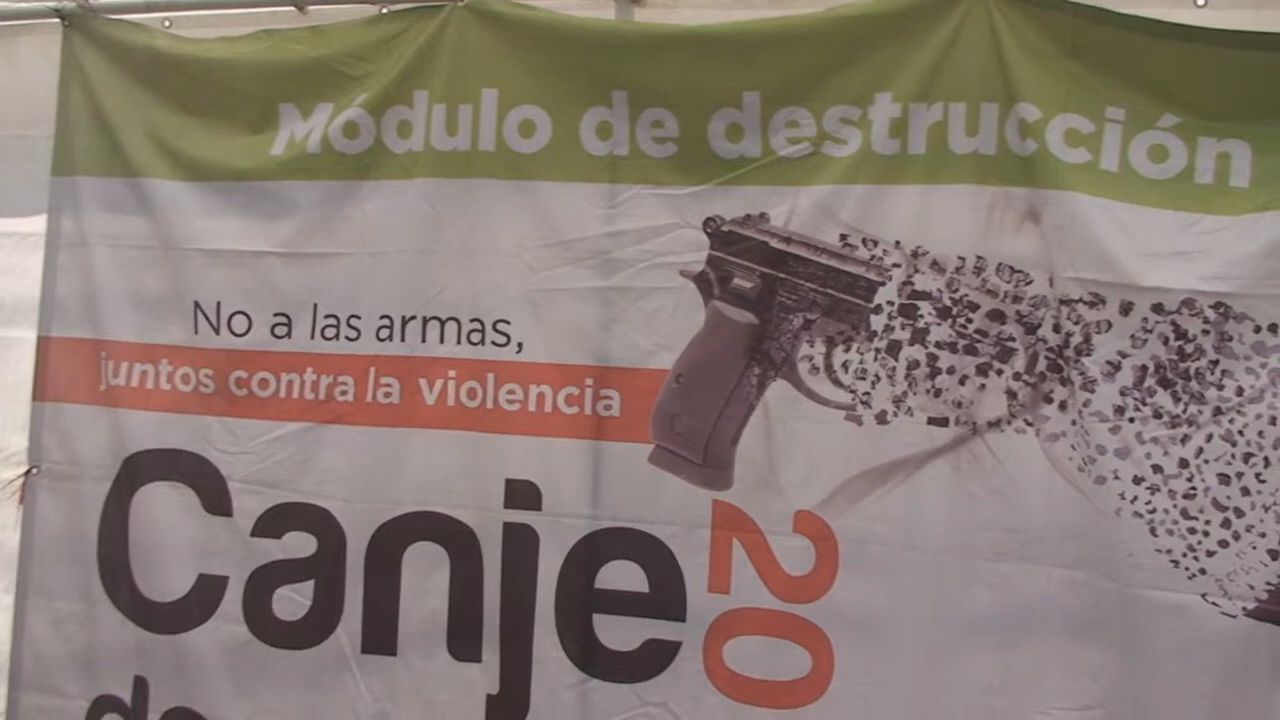 Módulo de destrucción
No a las armas,
juntos contra la violencia
Canje
20